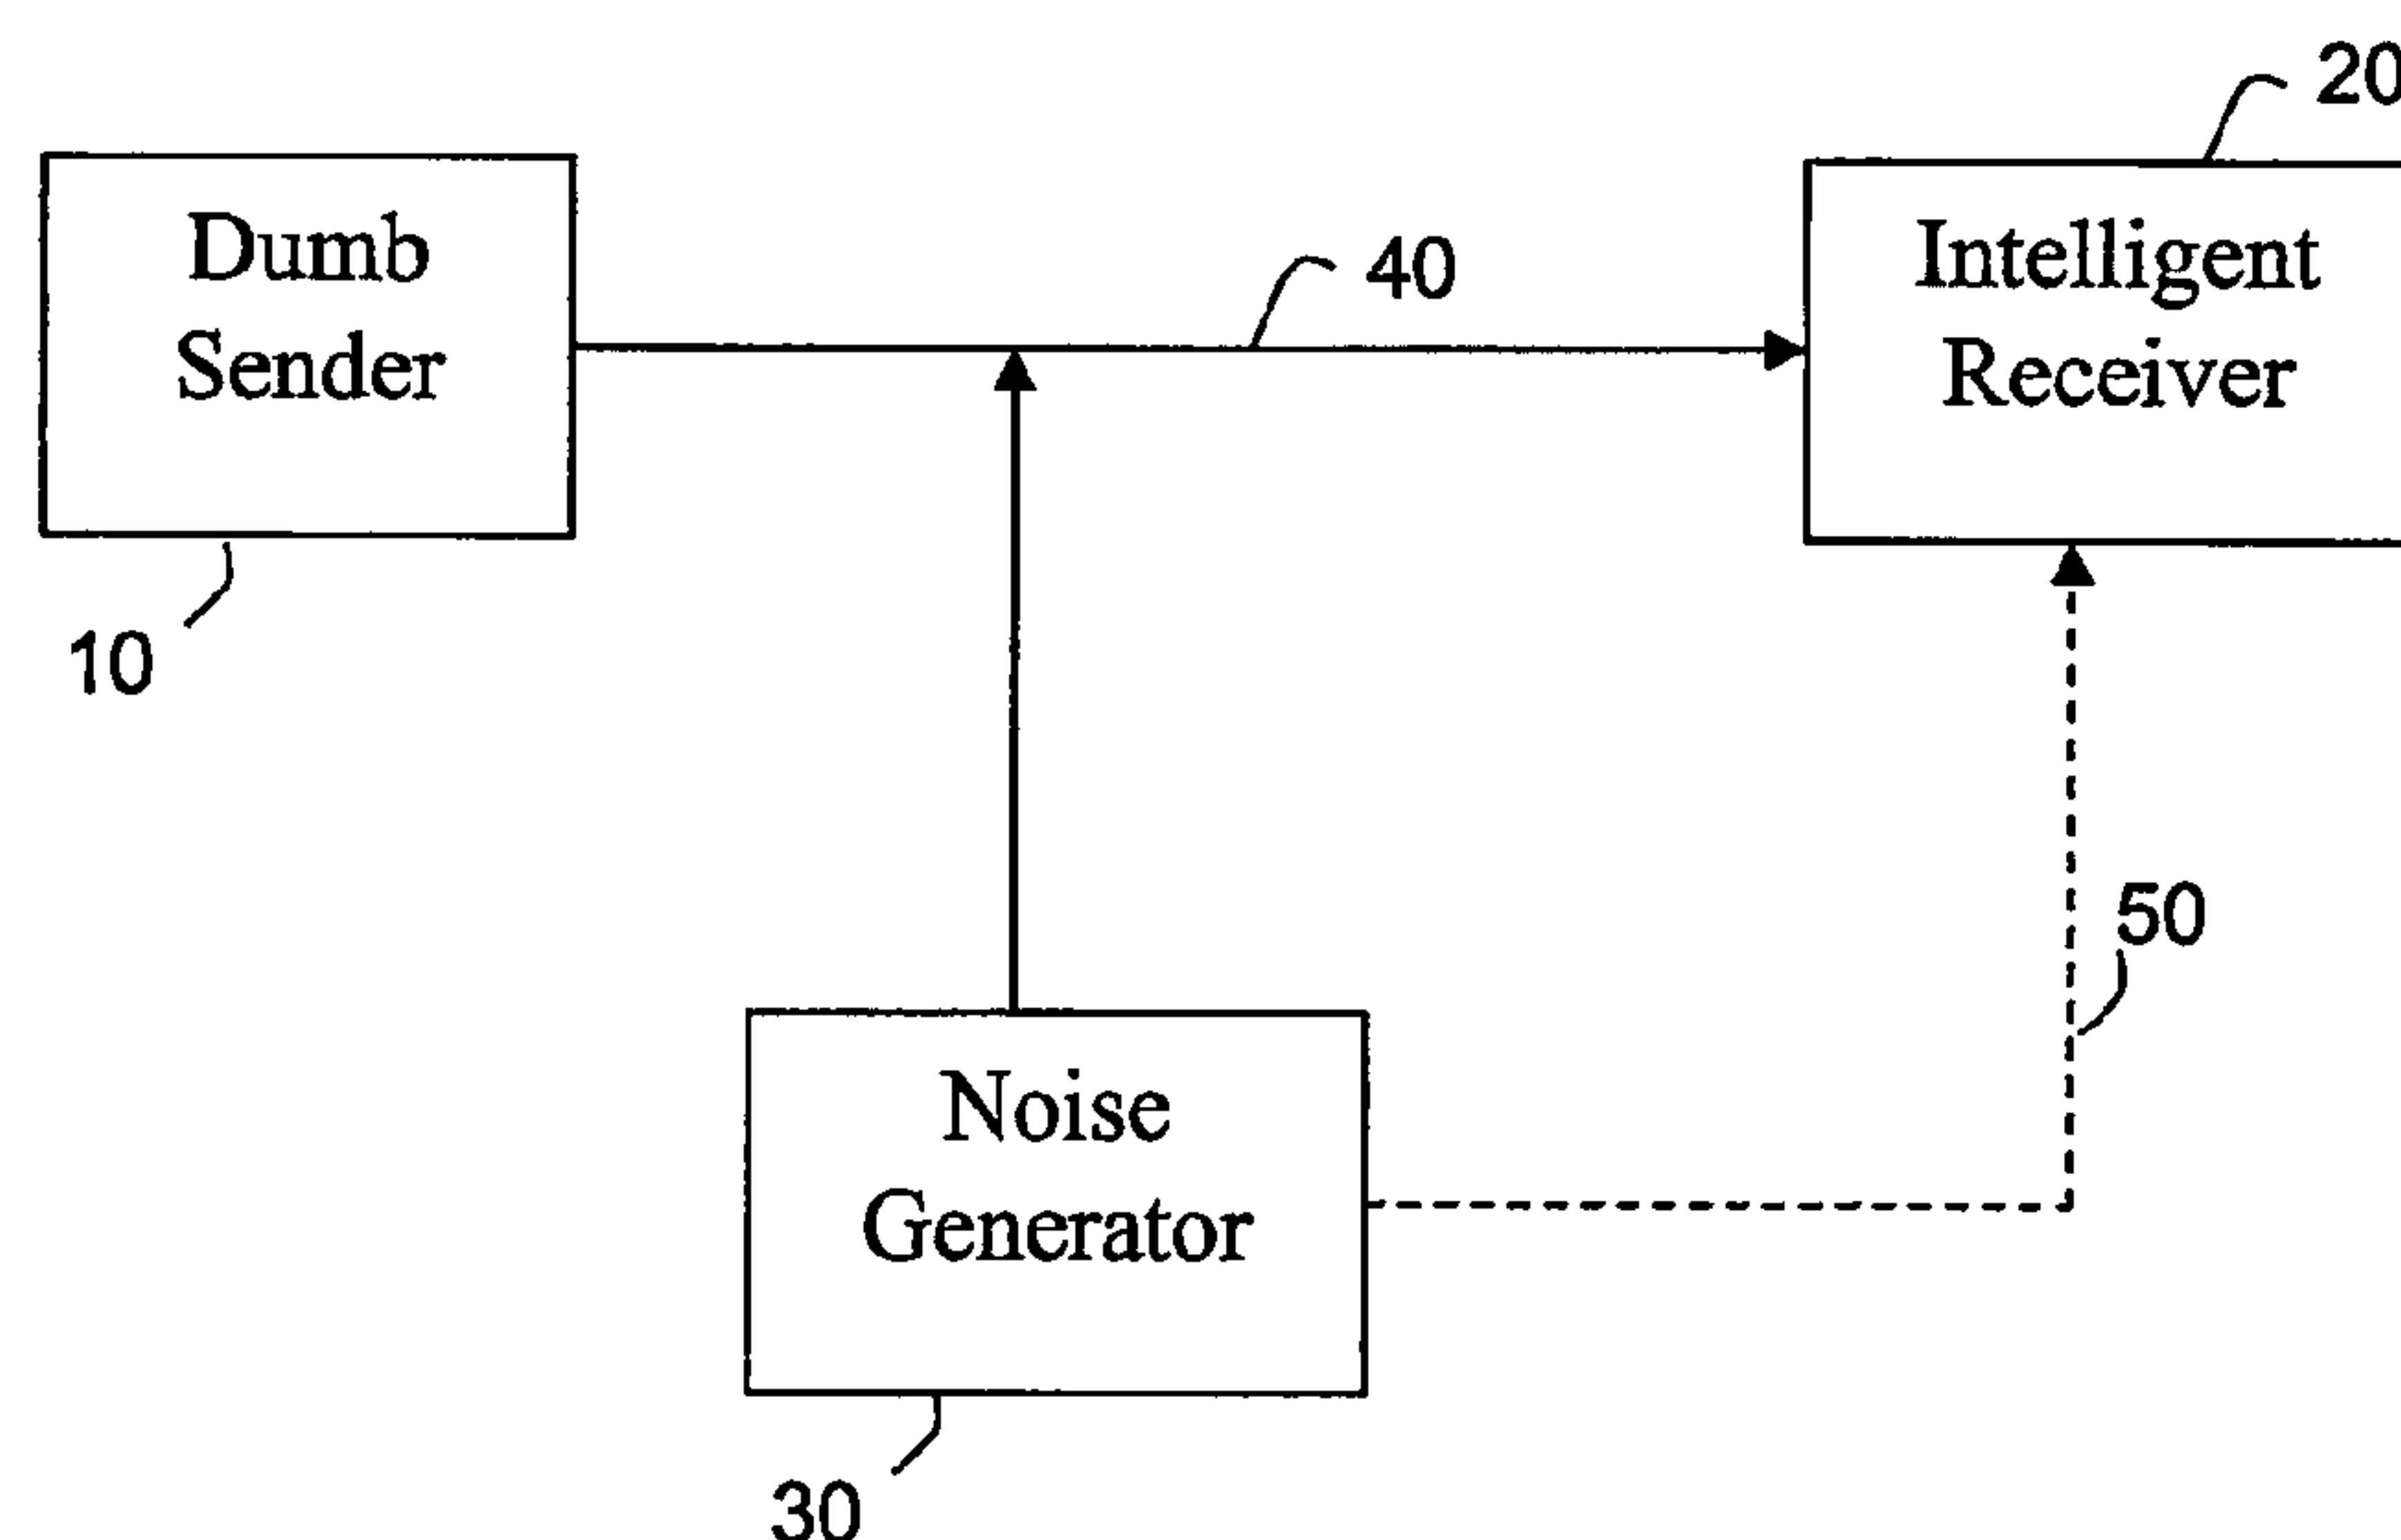 20
Dumb
Sender
40
Intelligent
Receiver
10
50
Noise
Generator
30